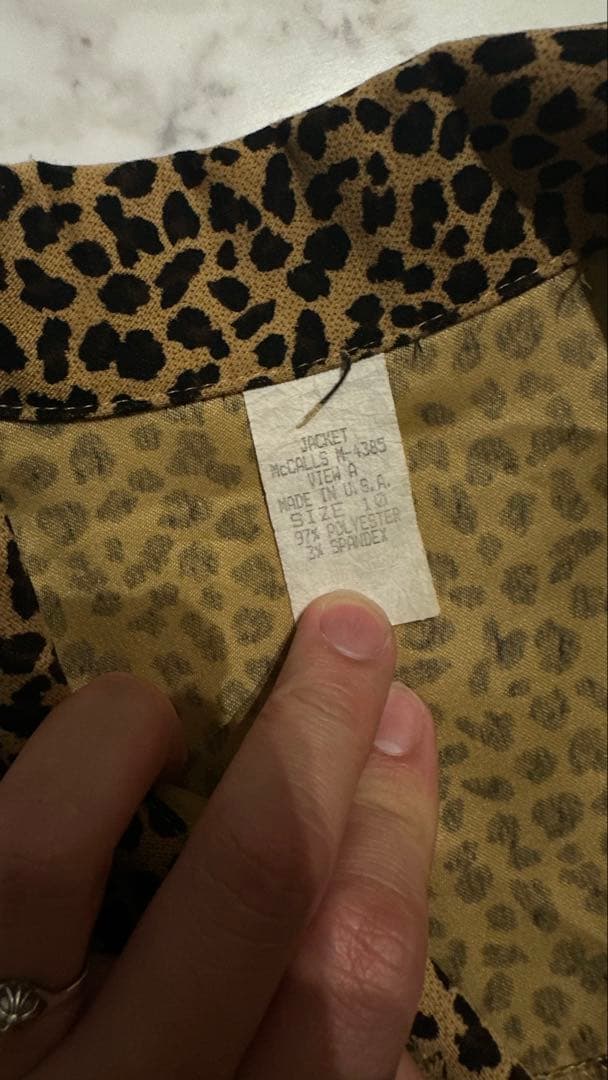 JACKET
McCALLS M-4385
VIEW A
MADE IN U.S.A.
SIZE 10
97% POLYESTER
3% SPANDEX